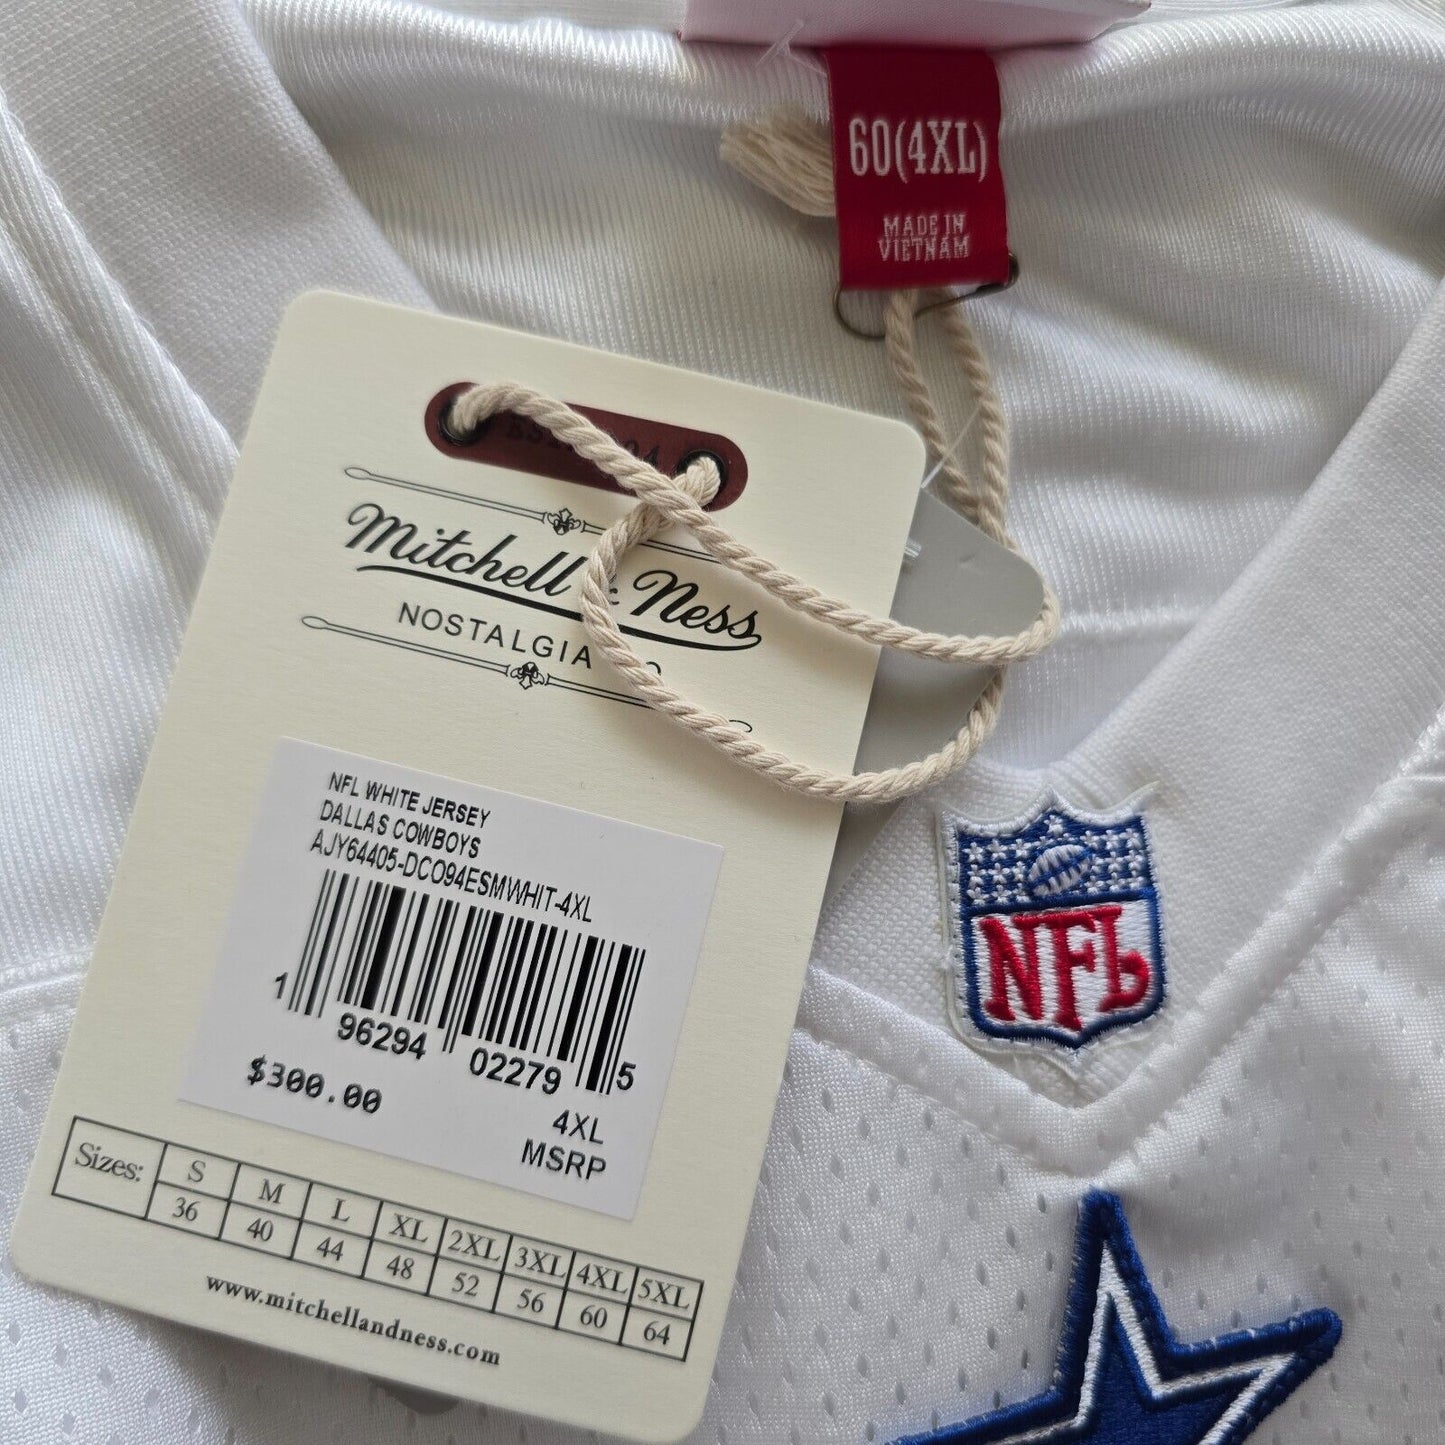 60(4XL)
MADE IN
VIETNAM
Mitchell & Ness
NOSTALGIA
NFL WHITE JERSEY
DALLAS COWBOYS
AJY64405-DCO94ESMWHIT-4XL
1 96294 02279 5
$300.00
4XL
MSRP
Sizes: S M L XL 2XL 3XL 4XL 5XL
36 40 44 48 52 56 60 64
www.mitchellandness.com
NFL